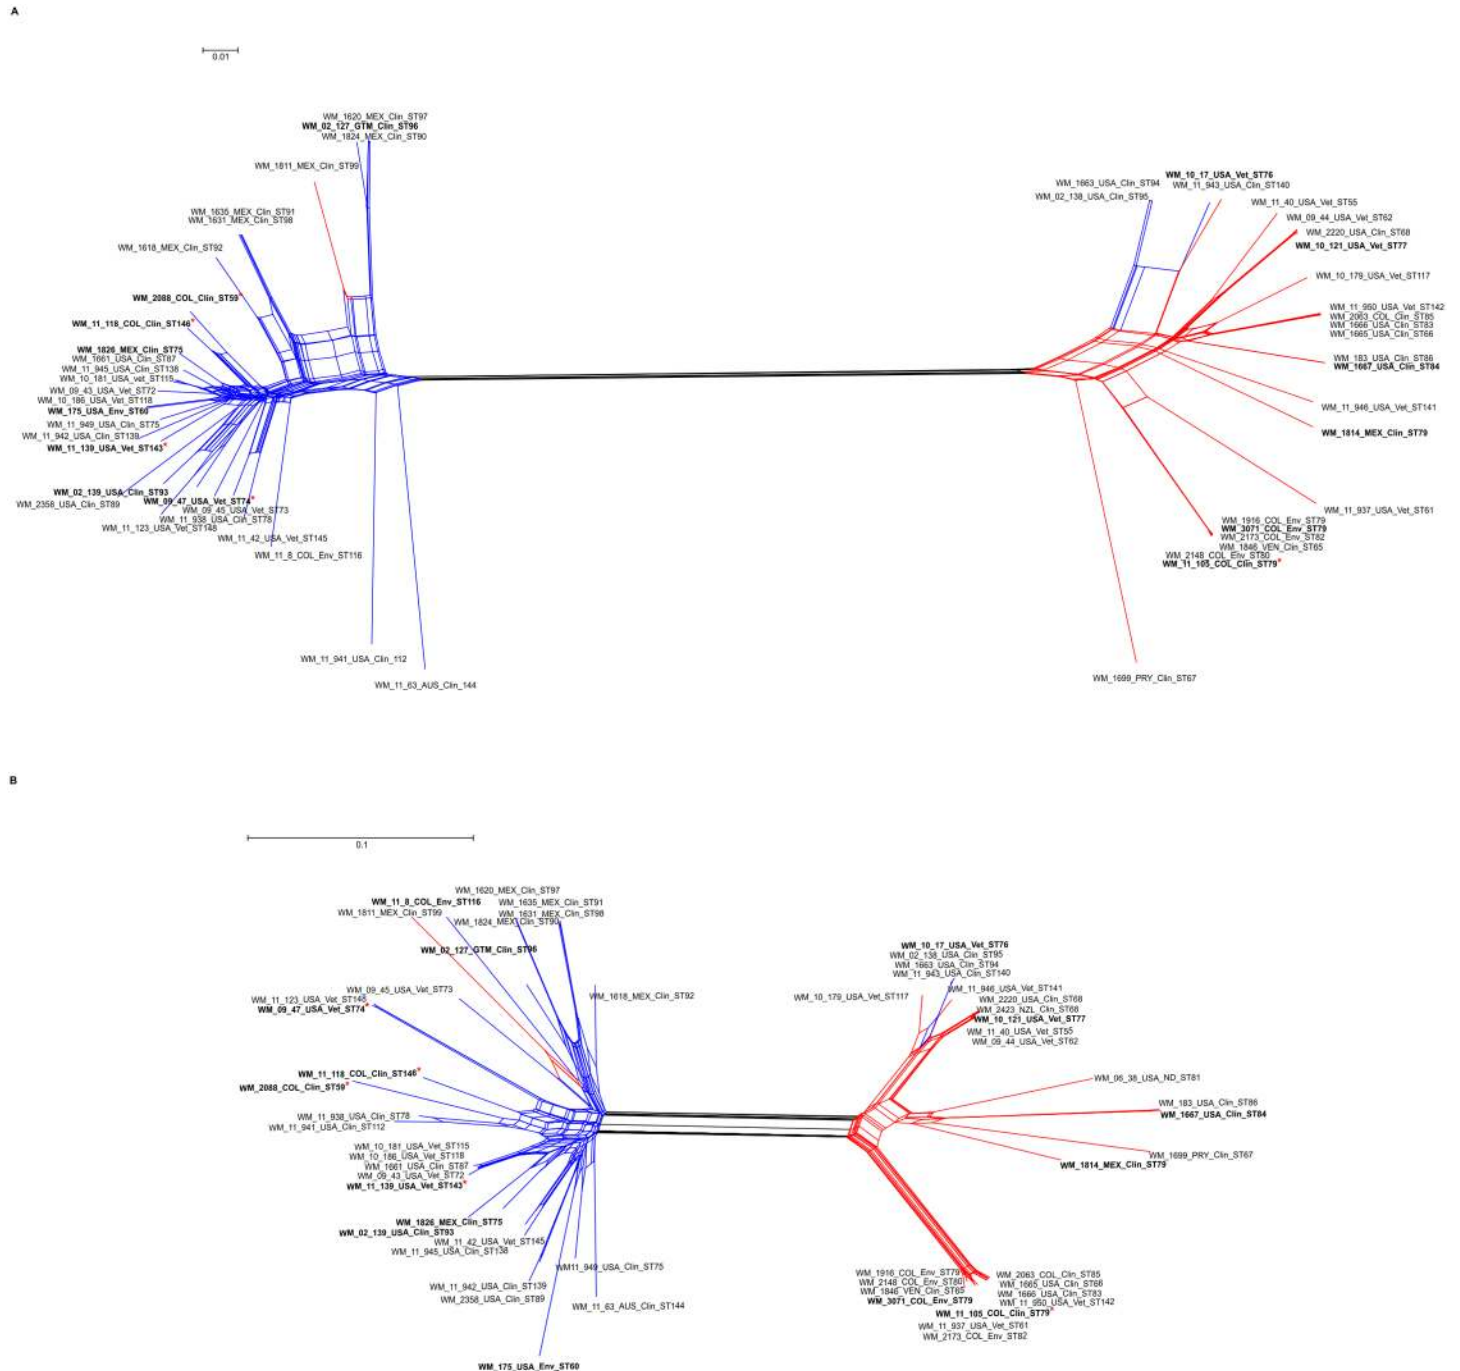 A
0.01
WM_1620_MEX_Clin_ST97
WM_02_127_GTM_Clin_ST96
WM_1824_MEX_Clin_ST90
WM_1811_MEX_Clin_ST99
WM_1635_MEX_Clin_ST91
WM_1631_MEX_Clin_ST98
WM_1618_MEX_Clin_ST92
WM_2088_COL_Clin_ST59*
WM_11_118_COL_Clin_ST146*
WM_1826_MEX_Clin_ST75
WM_1661_USA_Clin_ST87
WM_11_945_USA_Clin_ST138
WM_10_181_USA_vet_ST115
WM_09_43_USA_Vet_ST72
WM_10_186_USA_Vet_ST118
WM_175_USA_Env_ST60
WM_11_949_USA_Clin_ST75
WM_11_942_USA_Clin_ST139
WM_11_139_USA_Vet_ST143*
WM_02_139_USA_Clin_ST93
WM_2358_USA_Clin_ST89
WM_09_47_USA_Vet_ST74*
WM_09_45_USA_Vet_ST73
WM_11_938_USA_Clin_ST78
WM_11_123_USA_Vet_ST148
WM_11_42_USA_Vet_ST145
WM_11_8_COL_Env_ST116
WM_11_941_USA_Clin_112
WM_11_63_AUS_Clin_144
WM_10_17_USA_Vet_ST76
WM_1663_USA_Clin_ST94
WM_11_943_USA_Clin_ST140
WM_02_138_USA_Clin_ST95
WM_11_40_USA_Vet_ST55
WM_09_44_USA_Vet_ST62
WM_2220_USA_Clin_ST68
WM_10_121_USA_Vet_ST77
WM_10_179_USA_Vet_ST117
WM_11_950_USA_Vet_ST142
WM_2063_COL_Clin_ST85
WM_1666_USA_Clin_ST83
WM_1665_USA_Clin_ST66
WM_183_USA_Clin_ST86
WM_1667_USA_Clin_ST84
WM_11_946_USA_Vet_ST141
WM_1814_MEX_Clin_ST79
WM_11_937_USA_Vet_ST61
WM_1916_COL_Env_ST79
WM_3071_COL_Env_ST79
WM_2173_COL_Env_ST82
WM_1846_VEN_Clin_ST65
WM_2148_COL_Env_ST80
WM_11_105_COL_Clin_ST79*
WM_1699_PRY_Clin_ST67
B
0.1
WM_1620_MEX_Clin_ST97
WM_11_8_COL_Env_ST116
WM_1635_MEX_Clin_ST91
WM_1811_MEX_Clin_ST99
WM_1631_MEX_Clin_ST98
WM_1824_MEX_Clin_ST90
WM_02_127_GTM_Clin_ST96
WM_09_45_USA_Vet_ST73
WM_1618_MEX_Clin_ST92
WM_11_123_USA_Vet_ST148
WM_09_47_USA_Vet_ST74*
WM_11_118_COL_Clin_ST146*
WM_2088_COL_Clin_ST59*
WM_11_938_USA_Clin_ST78
WM_11_941_USA_Clin_ST112
WM_10_181_USA_Vet_ST115
WM_10_186_USA_Vet_ST118
WM_1661_USA_Clin_ST87
WM_09_43_USA_Vet_ST72
WM_11_139_USA_Vet_ST143*
WM_1826_MEX_Clin_ST75
WM_02_139_USA_Clin_ST93
WM_11_42_USA_Vet_ST145
WM_11_945_USA_Clin_ST138
WM11_949_USA_Clin_ST75
WM_11_942_USA_Clin_ST139
WM_2358_USA_Clin_ST89
WM_11_63_AUS_Clin_ST144
WM_175_USA_Env_ST60
WM_10_17_USA_Vet_ST76
WM_02_138_USA_Clin_ST95
WM_1663_USA_Clin_ST94
WM_11_943_USA_Clin_ST140
WM_11_946_USA_Vet_ST141
WM_10_179_USA_Vet_ST117
WM_2220_USA_Clin_ST68
WM_2423_NZL_Clin_ST68
WM_10_121_USA_Vet_ST77
WM_11_40_USA_Vet_ST55
WM_09_44_USA_Vet_ST62
WM_06_38_USA_ND_ST81
WM_183_USA_Clin_ST86
WM_1667_USA_Clin_ST84
WM_1699_PRY_Clin_ST67
WM_1814_MEX_Clin_ST79
WM_1916_COL_Env_ST79
WM_2148_COL_Env_ST80
WM_1846_VEN_Clin_ST65
WM_3071_COL_Env_ST79
WM_2063_COL_Clin_ST85
WM_1665_USA_Clin_ST66
WM_1666_USA_Clin_ST83
WM_11_950_USA_Vet_ST142
WM_11_105_COL_Clin_ST79*
WM_11_937_USA_Vet_ST61
WM_2173_COL_Env_ST82